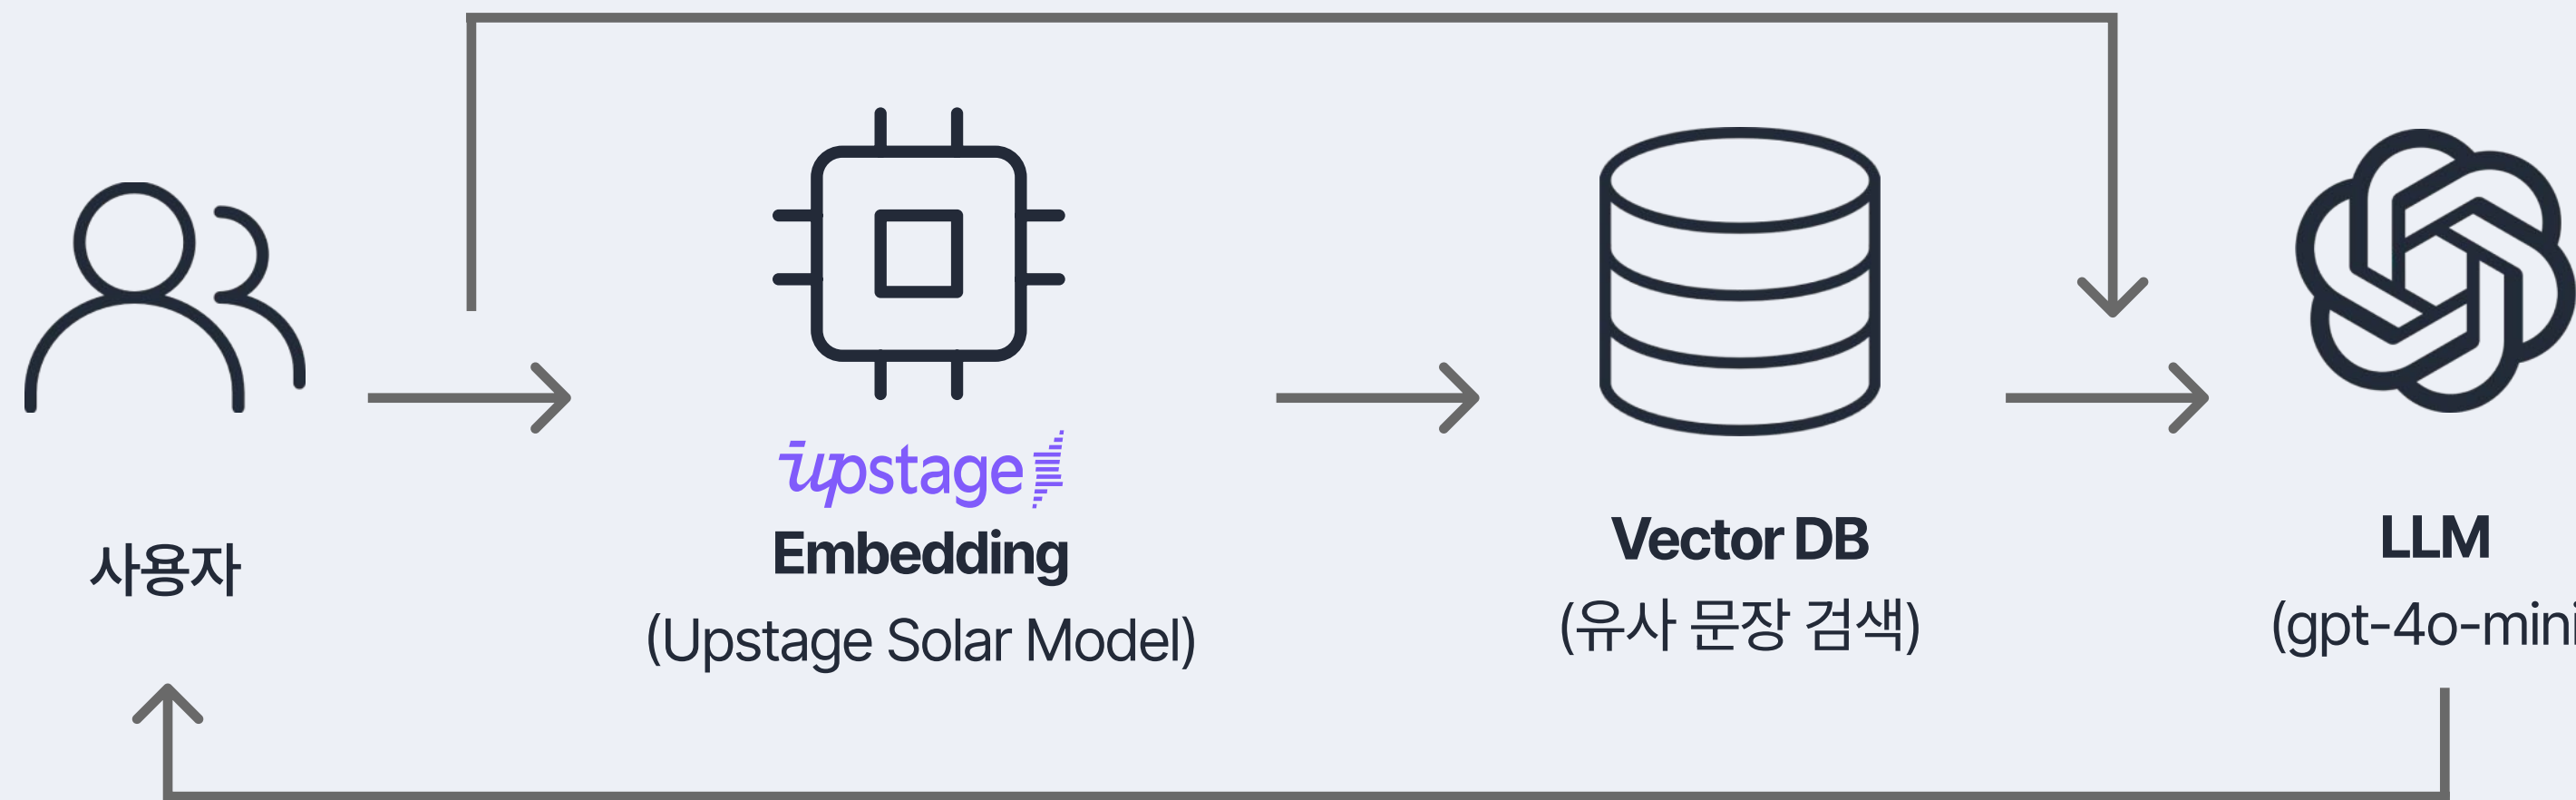 사용자
upstage
Embedding
(Upstage Solar Model)
Vector DB
(유사 문장 검색)
LLM
(gpt-4o-mini